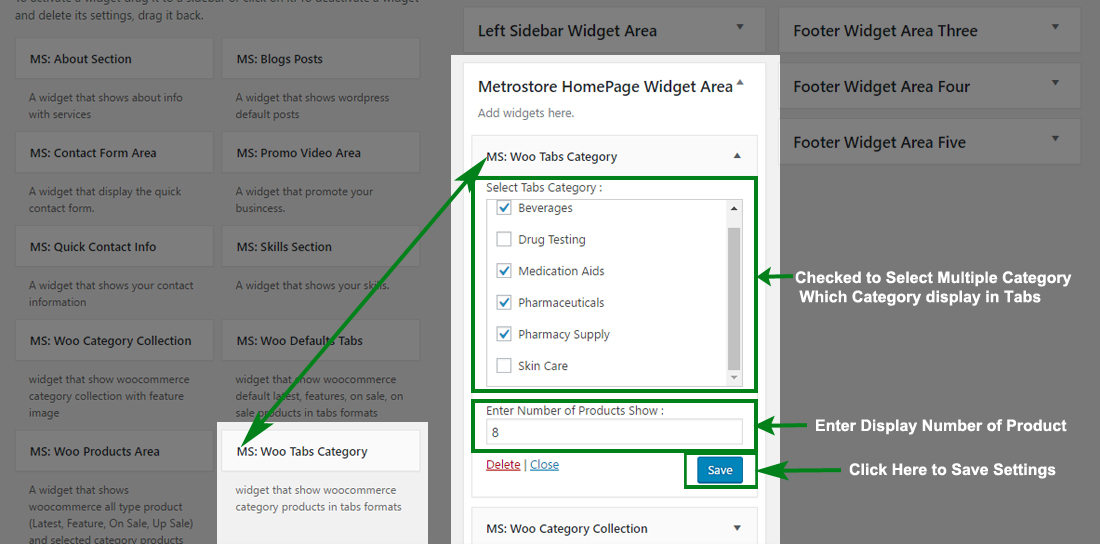 To activate a widget drag it to a sidebar or click on it. To deactivate a widget
and delete its settings, drag it back.
MS: About Section
A widget that shows about info
with services
MS: Blogs Posts
A widget that shows wordpress
default posts
MS: Contact Form Area
A widget that display the quick
contact form.
MS: Promo Video Area
A widget that promote your
busincess.
MS: Quick Contact Info
A widget that shows your contact
information
MS: Skills Section
A widget that shows your skills.
MS: Woo Category Collection
widget that show woocommerce
category collection with feature
image
MS: Woo Defaults Tabs
widget that show woocommerce
default latest, features, on sale, on
sale products in tabs formats
MS: Woo Products Area
A widget that shows
woocommerce all type product
(Latest, Feature, On Sale, Up Sale)
and selected category products
MS: Woo Tabs Category
widget that show woocommerce
category products in tabs formats
Left Sidebar Widget Area
Metrostore HomePage Widget Area
Add widgets here.
MS: Woo Tabs Category
Select Tabs Category :
Beverages
Drug Testing
Medication Aids
Pharmaceuticals
Pharmacy Supply
Skin Care
Enter Number of Products Show :
8
Delete | Close
Save
MS: Woo Category Collection
Footer Widget Area Three
Footer Widget Area Four
Footer Widget Area Five
Checked to Select Multiple Category
Which Category display in Tabs
Enter Display Number of Product
Click Here to Save Settings